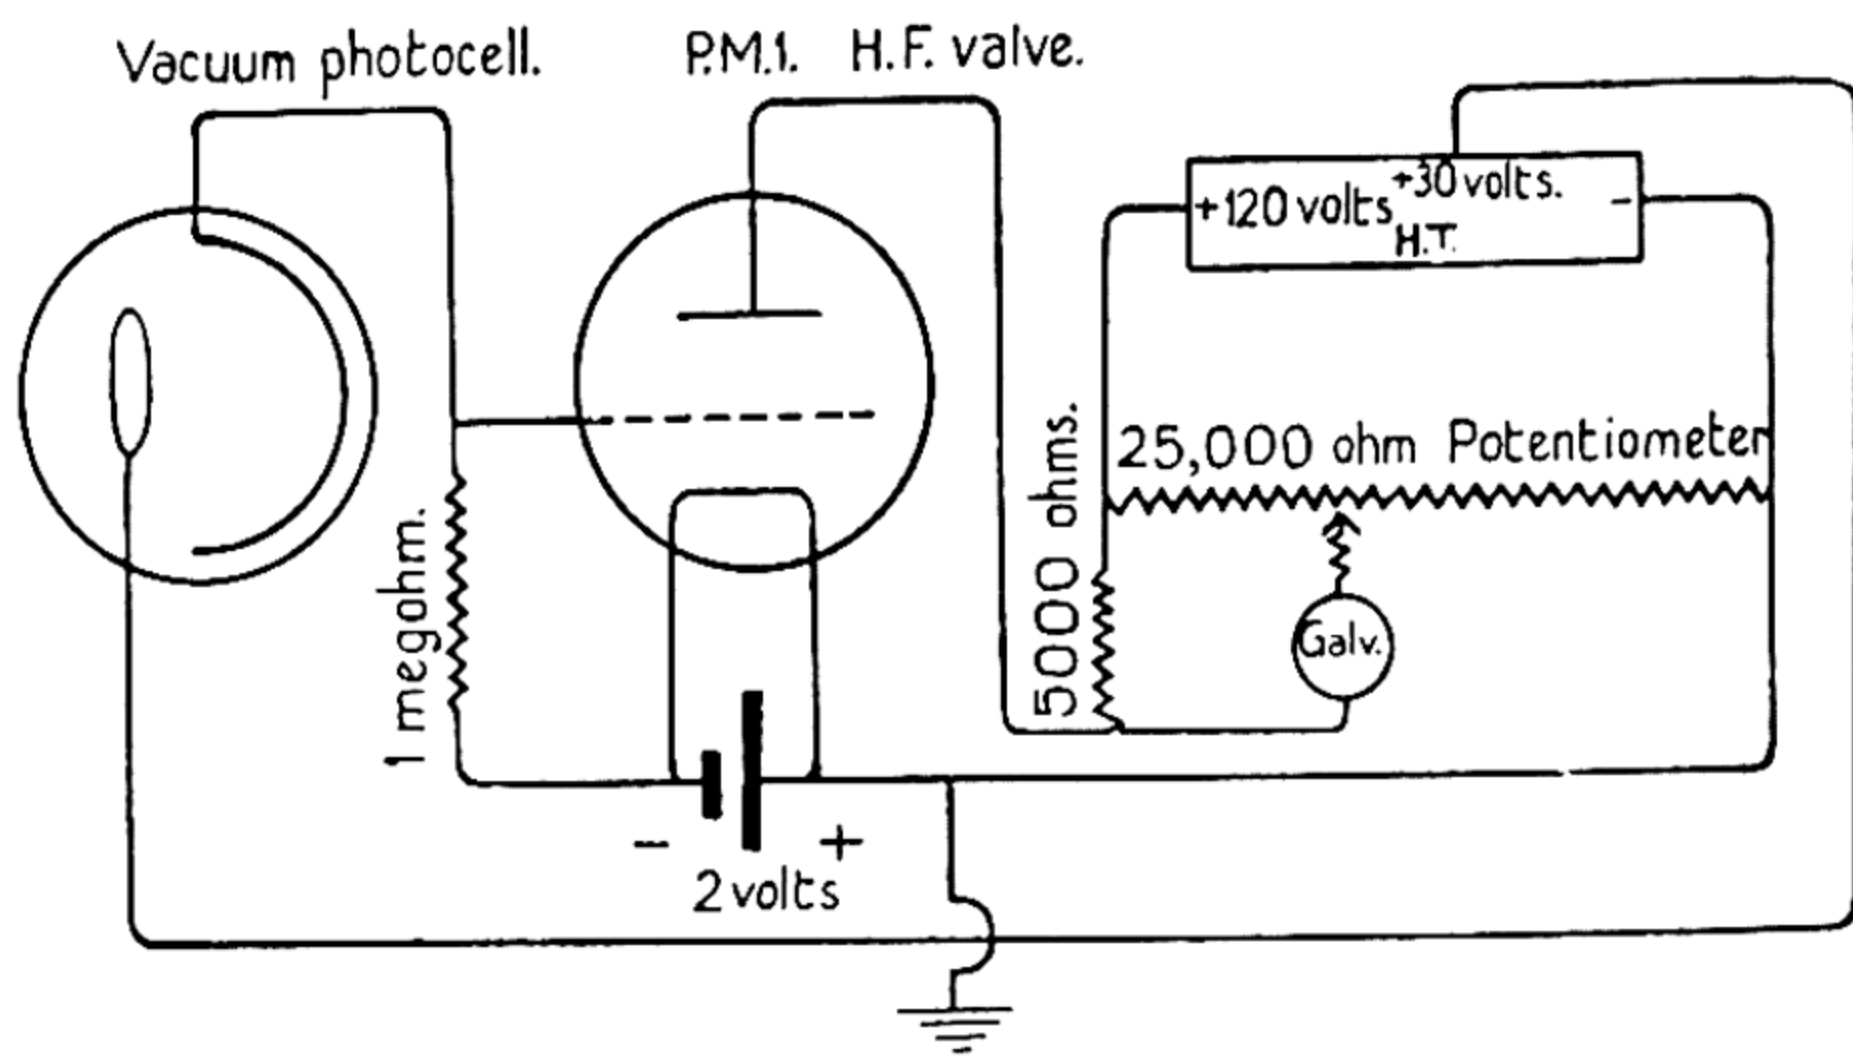 Vacuum photocell.
P.M.1. H.F. valve.
+120 volts
+30 volts.
-
H.T.
25,000 ohm Potentiometer
1 megohm.
5000 ohms.
Galv.
- +
2 volts